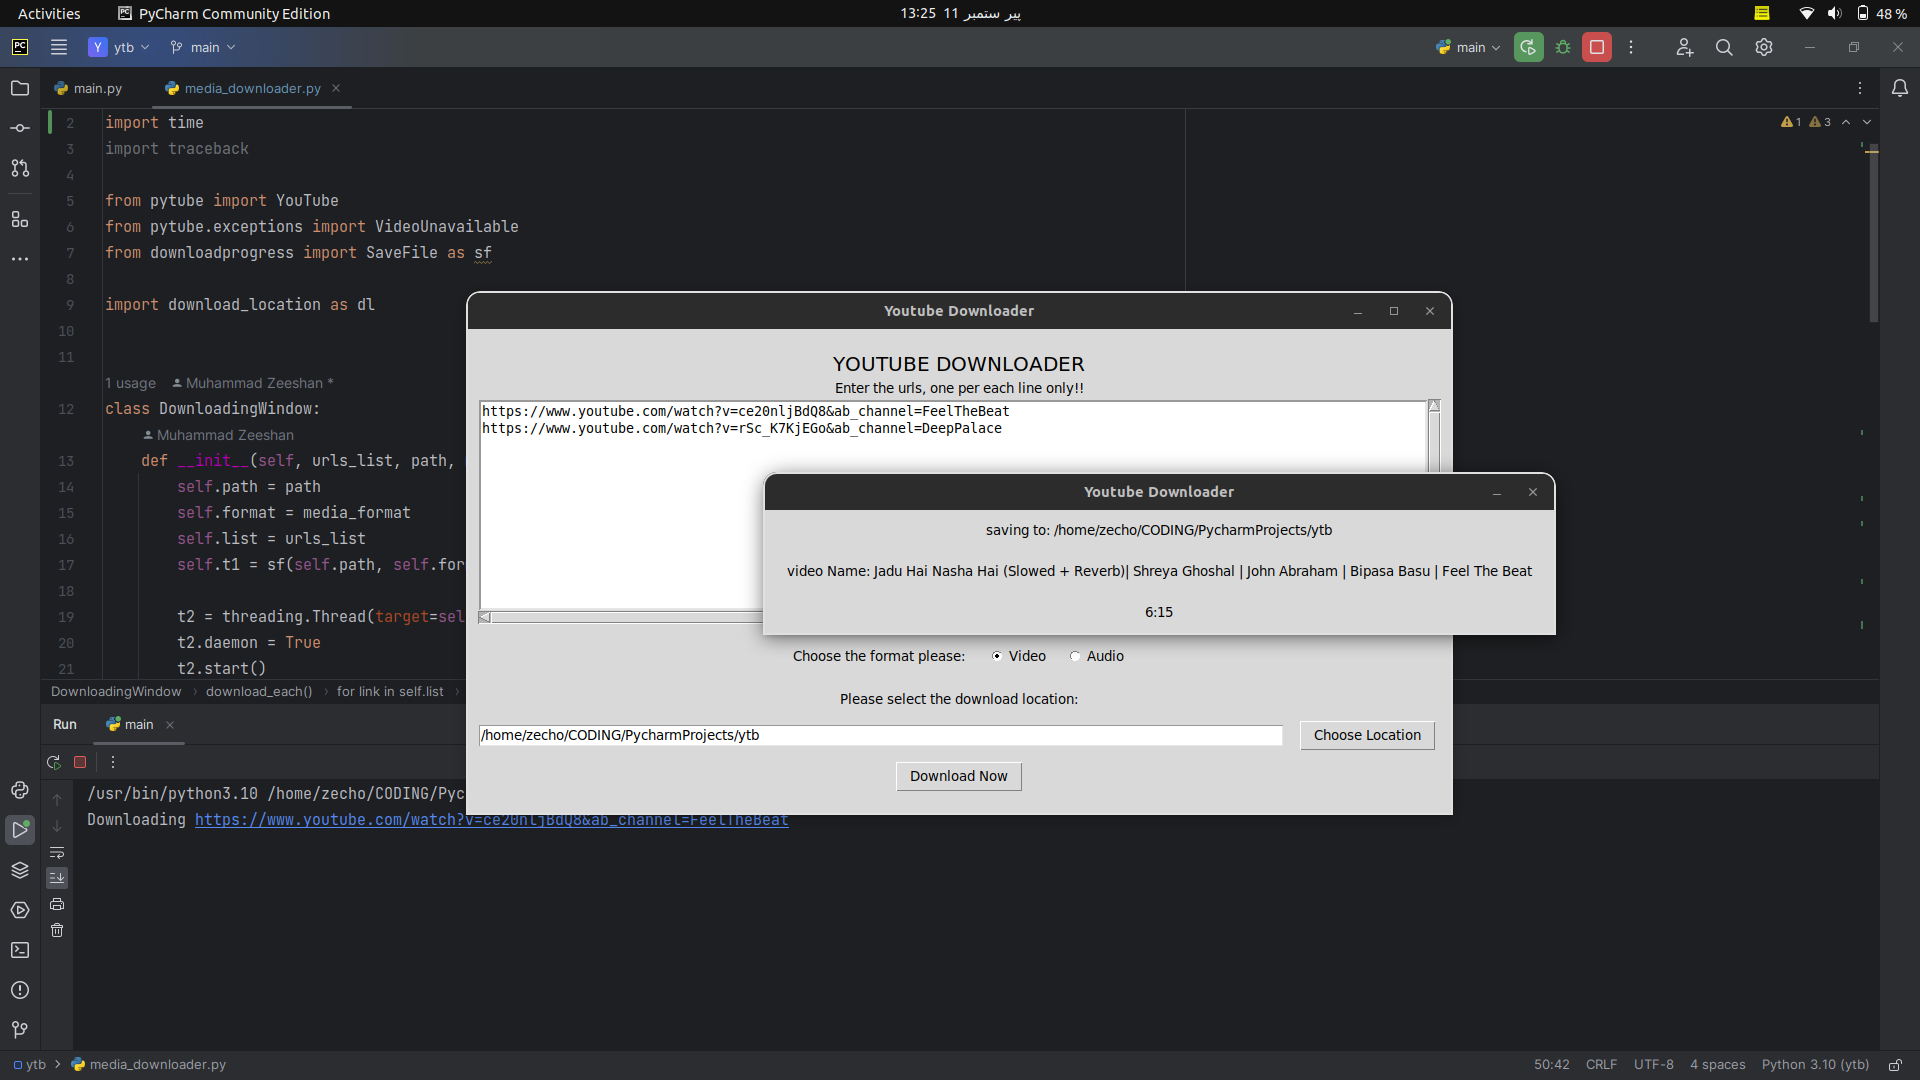 Activities PyCharm Community Edition پیر ستمبر 11 13:25 48 %
Y ytb main main
main.py media_downloader.py
2 import time 1 3
3 import traceback
4
5 from pytube import YouTube
6 from pytube.exceptions import VideoUnavailable
7 from downloadprogress import SaveFile as sf
8
9 import download_location as dl
10
11
1 usage Muhammad Zeeshan *
12 class DownloadingWindow:
Muhammad Zeeshan
13 def __init__(self, urls_list, path,
14 self.path = path
15 self.format = media_format
16 self.list = urls_list
17 self.t1 = sf(self.path, self.for
18
19 t2 = threading.Thread(target=sel
20 t2.daemon = True
21 t2.start()
DownloadingWindow download_each() for link in self.list
Run main
/usr/bin/python3.10 /home/zecho/CODING/Pyc
Downloading https://www.youtube.com/watch?v=ce20nljBdQ8&ab_channel=FeelTheBeat
Youtube Downloader
YOUTUBE DOWNLOADER
Enter the urls, one per each line only!!
https://www.youtube.com/watch?v=ce20nljBdQ8&ab_channel=FeelTheBeat
https://www.youtube.com/watch?v=rSc_K7KjEGo&ab_channel=DeepPalace
Youtube Downloader
saving to: /home/zecho/CODING/PycharmProjects/ytb
video Name: Jadu Hai Nasha Hai (Slowed + Reverb)| Shreya Ghoshal | John Abraham | Bipasa Basu | Feel The Beat
6:15
Choose the format please: Video Audio
Please select the download location:
/home/zecho/CODING/PycharmProjects/ytb Choose Location
Download Now
ytb media_downloader.py 50:42 CRLF UTF-8 4 spaces Python 3.10 (ytb)